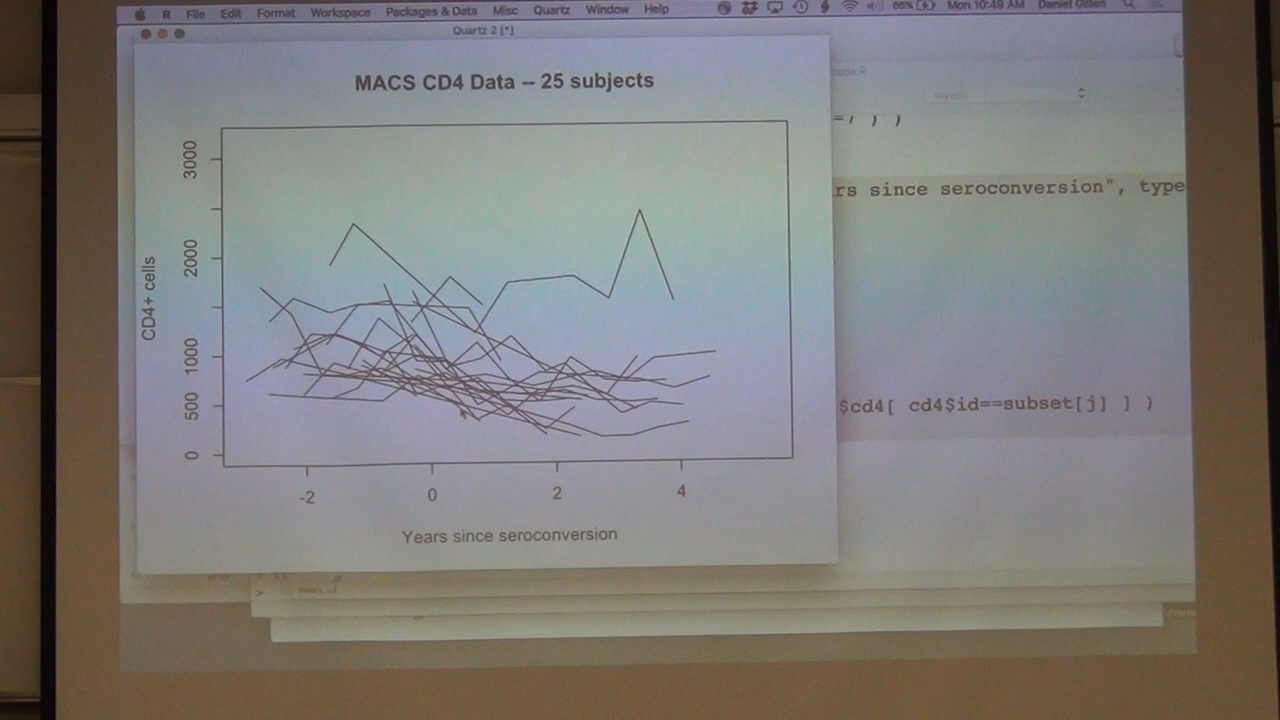 R File Edit Format Workspace Packages & Data Misc Quartz Window Help 66% Mon 10:49 AM Daniel Gillen
Quartz 2 [*]
MACS CD4 Data -- 25 subjects
3000
2000
1000
500
0
CD4+ cells
-2 0 2 4
Years since seroconversion
=, ) )
rs since seroconversion", type
$cd4[ cd4$id==subset[j] ] )
>